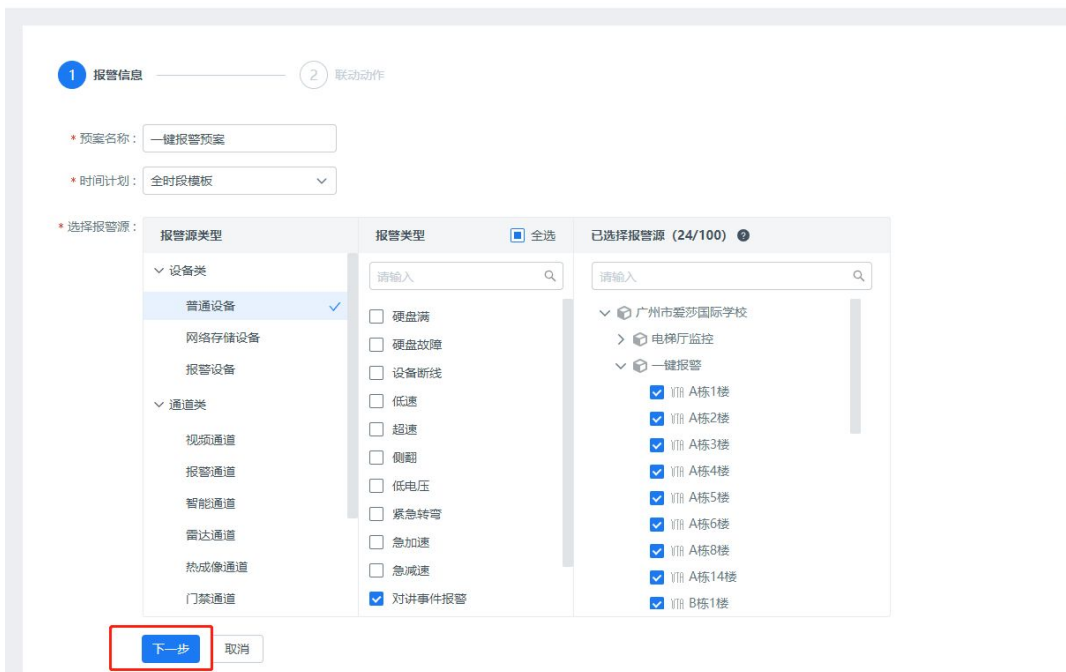 1 报警信息 2 联动动作
* 预案名称： 一键报警预案
* 时间计划： 全时段模板
* 选择报警源：
报警源类型
设备类
普通设备
网络存储设备
报警设备
通道类
视频通道
报警通道
智能通道
雷达通道
热成像通道
门禁通道
报警类型 全选
请输入
硬盘满
硬盘故障
设备断线
低速
超速
侧翻
低电压
紧急转弯
急加速
急减速
对讲事件报警
已选择报警源（24/100） ?
请输入
广州市爱莎国际学校
电梯厅监控
一键报警
VTA A栋1楼
VTA A栋2楼
VTA A栋3楼
VTA A栋4楼
VTA A栋5楼
VTA A栋6楼
VTA A栋8楼
VTA A栋14楼
VTA B栋1楼
下一步 取消